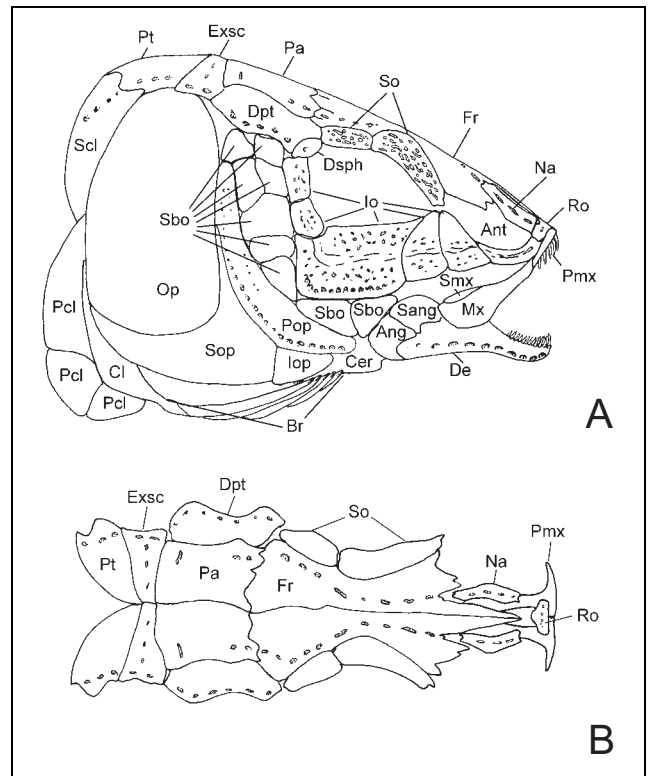 Pt Exsc Pa
So
Dpt Fr
Scl Dsph Na
Io Ro
Sbo Ant
Smx Pmx
Op
Pcl Sbo Sbo Sang Mx
Pop Ang
Sop Iop Cer De
Pcl Cl
Pcl
Br
A
Dpt
Exsc So
Pmx
Na
Pt Pa Fr
Ro
B